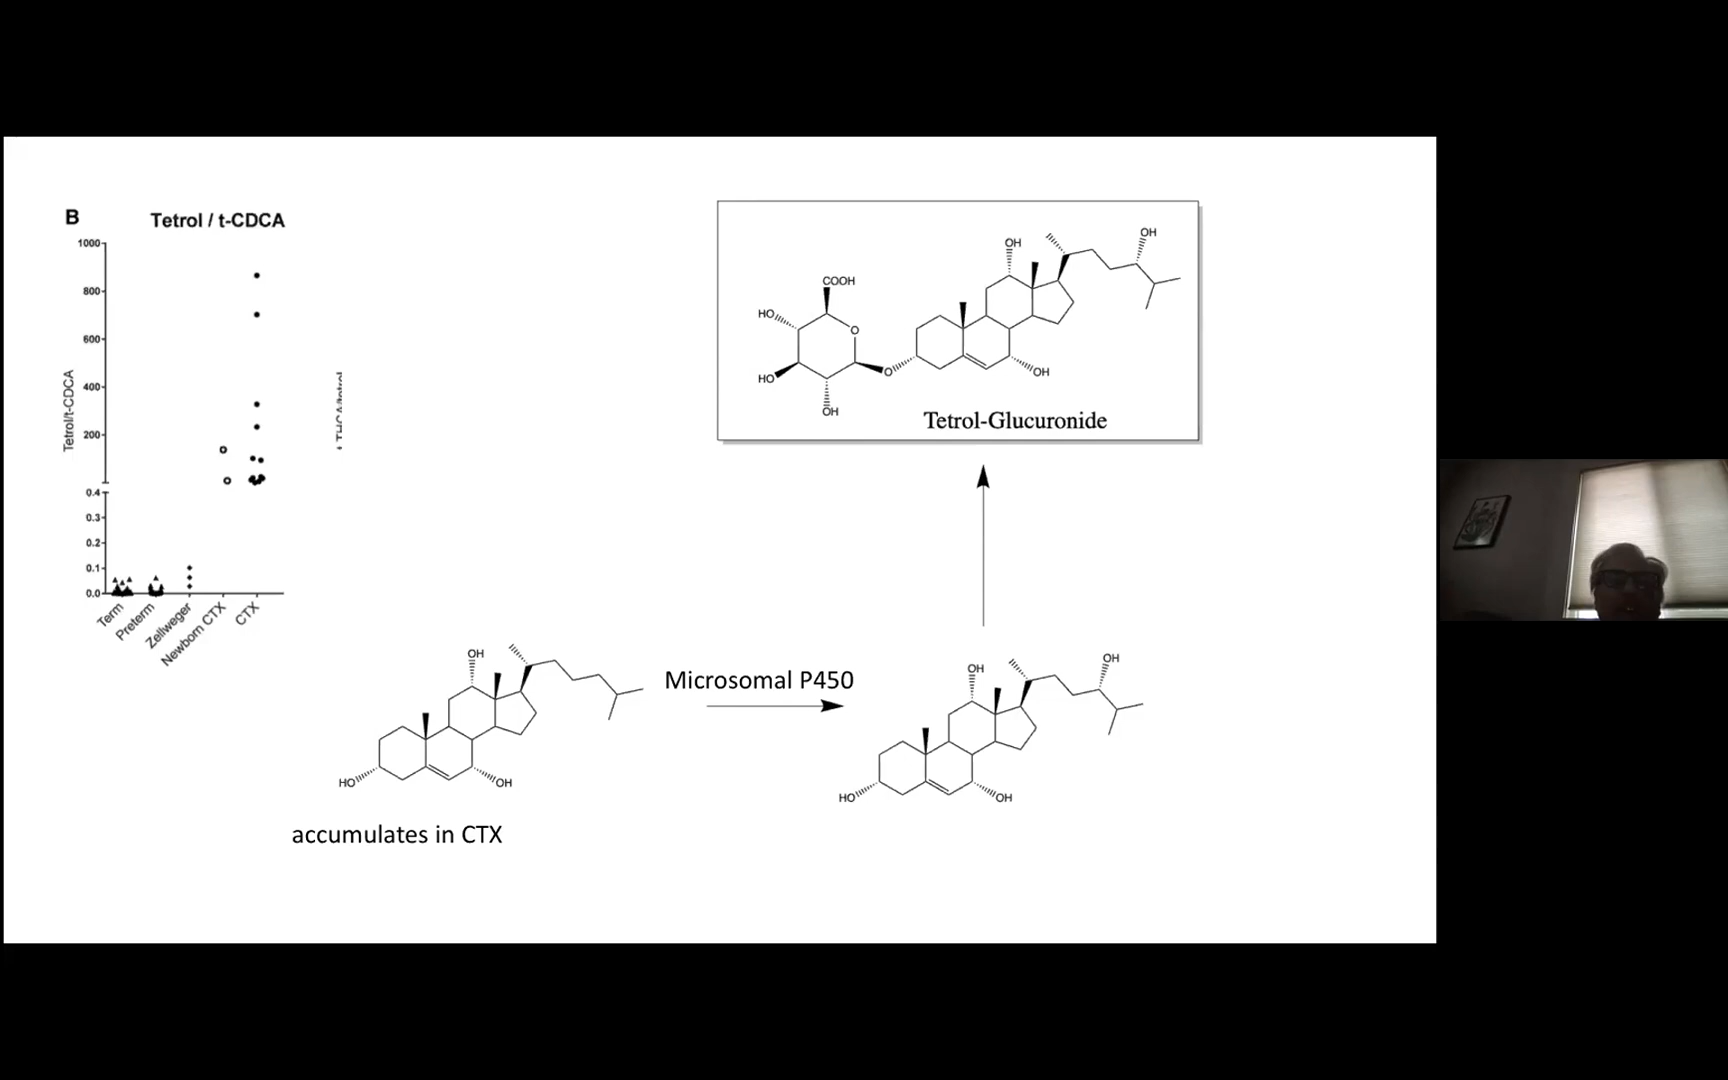 B
Tetrol / t-CDCA
Tetrol/t-CDCA
1000
800
600
400
200
0.4
0.3
0.2
0.1
0.0
Term
Preterm
Zellweger
Newborn CTX
CTX
COOH
HO
O
HO
OH
O
OH
OH
OH
Tetrol-Glucuronide
OH
HO
OH
accumulates in CTX
Microsomal P450
OH
OH
HO
OH